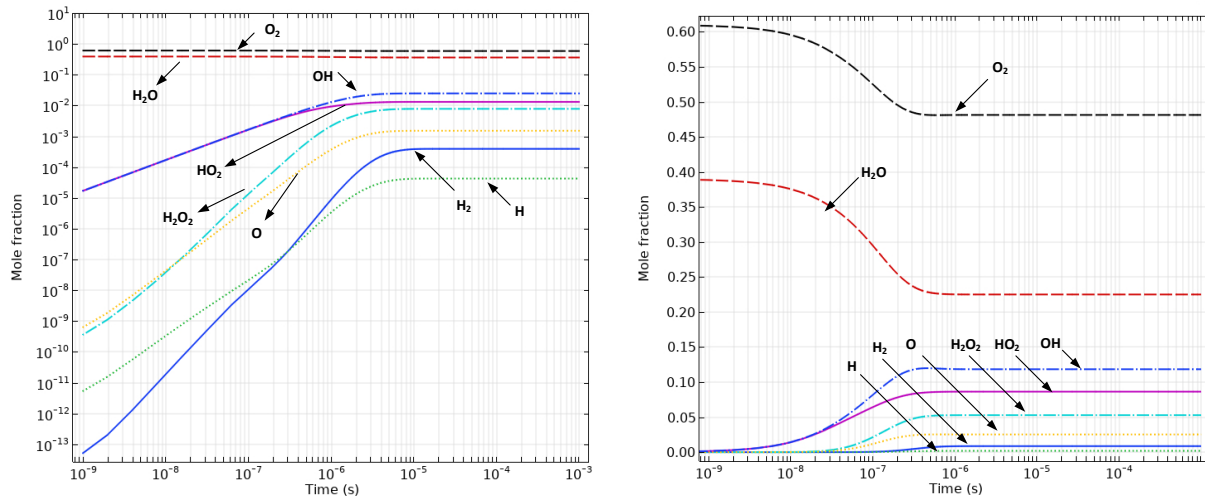 10¹
10⁰
10⁻¹
10⁻²
10⁻³
10⁻⁴
10⁻⁵
10⁻⁶
10⁻⁷
10⁻⁸
10⁻⁹
10⁻¹⁰
10⁻¹¹
10⁻¹²
10⁻¹³
Mole fraction
O₂
H₂O
OH
HO₂
H₂O₂
O
H₂
H
10⁻⁹ 10⁻⁸ 10⁻⁷ 10⁻⁶ 10⁻⁵ 10⁻⁴ 10⁻³
Time (s)
0.60
0.55
0.50
0.45
0.40
0.35
0.30
0.25
0.20
0.15
0.10
0.05
0.00
Mole fraction
O₂
H₂O
H H₂ O H₂O₂ HO₂ OH
10⁻⁹ 10⁻⁸ 10⁻⁷ 10⁻⁶ 10⁻⁵ 10⁻⁴
Time (s)